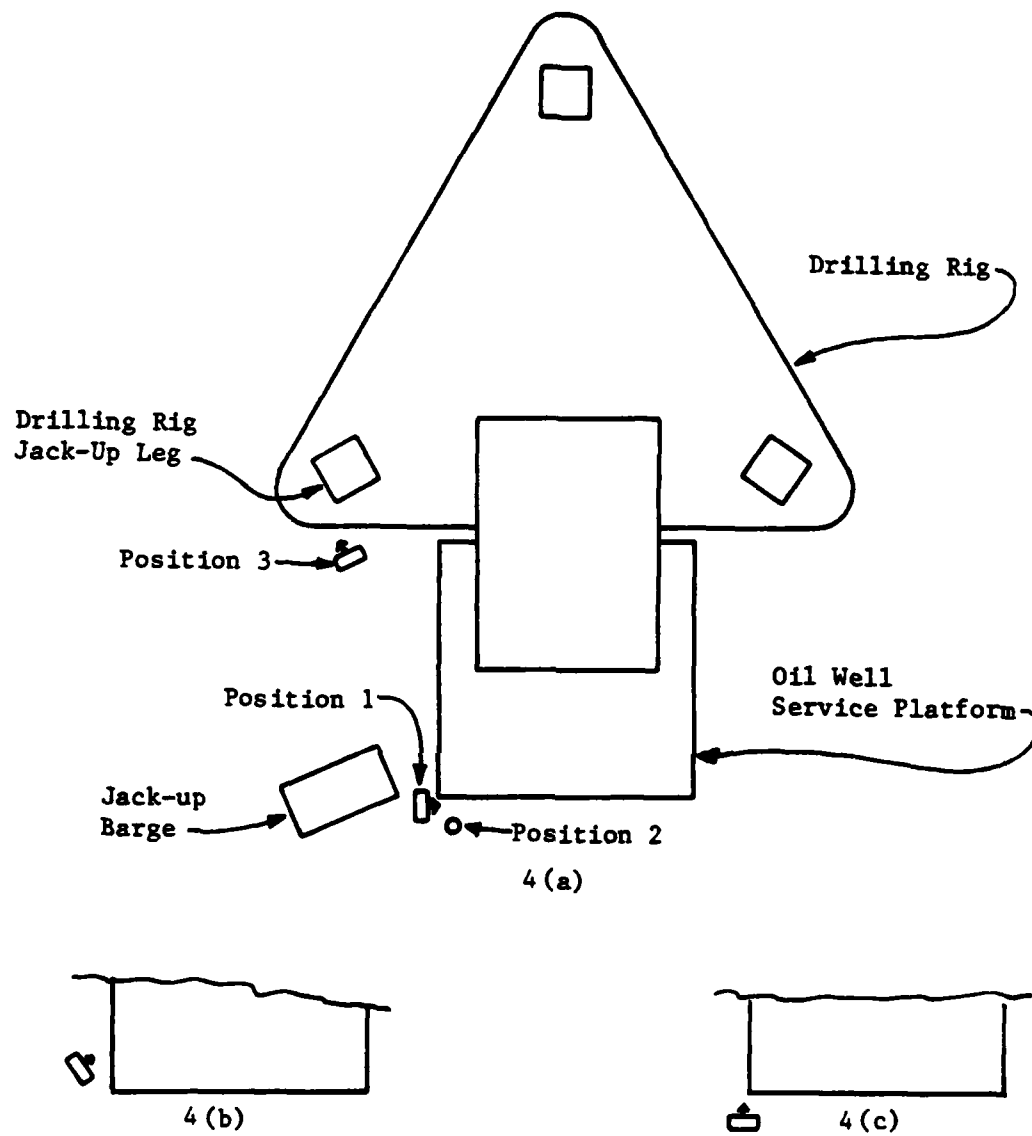 Drilling Rig
Drilling Rig
Jack-Up Leg
Position 3
Position 1
Oil Well
Service Platform
Jack-up
Barge
Position 2
4(a)
4(b)
4(c)